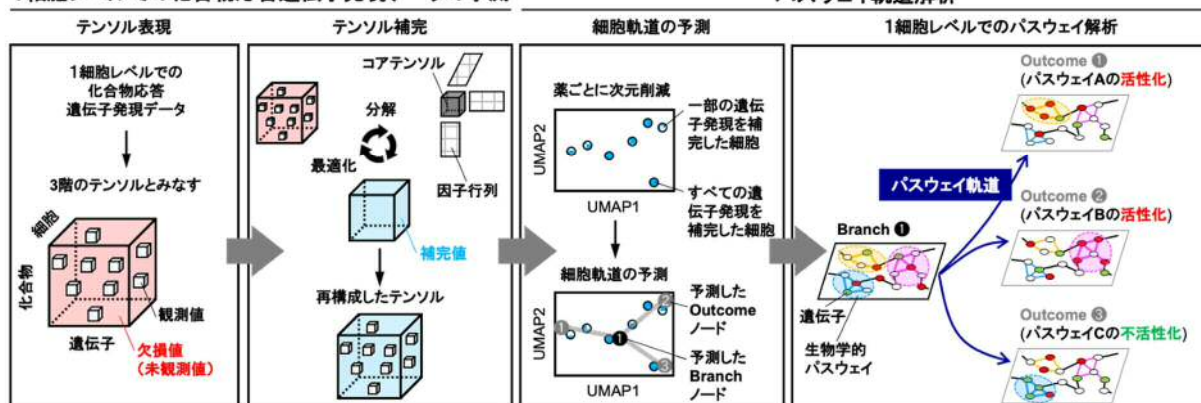 テンソル表現
1細胞レベルでの
化合物応答
遺伝子発現データ
3階のテンソルとみなす
細胞
化合物
遺伝子
観測値
欠損値
(未観測値)
テンソル補完
コアテンソル
分解
最適化
因子行列
補完値
再構成したテンソル
細胞軌道の予測
薬ごとに次元削減
UMAP2
UMAP1
一部の遺伝
子発現を補
完した細胞
すべての遺
伝子発現を
補完した細胞
細胞軌道の予測
UMAP2
UMAP1
1
2
3
1
予測した
Outcome
ノード
予測した
Branch
ノード
1細胞レベルでのパスウェイ解析
パスウェイ軌道
Branch ❶
遺伝子
生物学的
パスウェイ
Outcome ❶
(パスウェイAの活性化)
Outcome ❷
(パスウェイBの活性化)
Outcome ❸
(パスウェイCの不活性化)